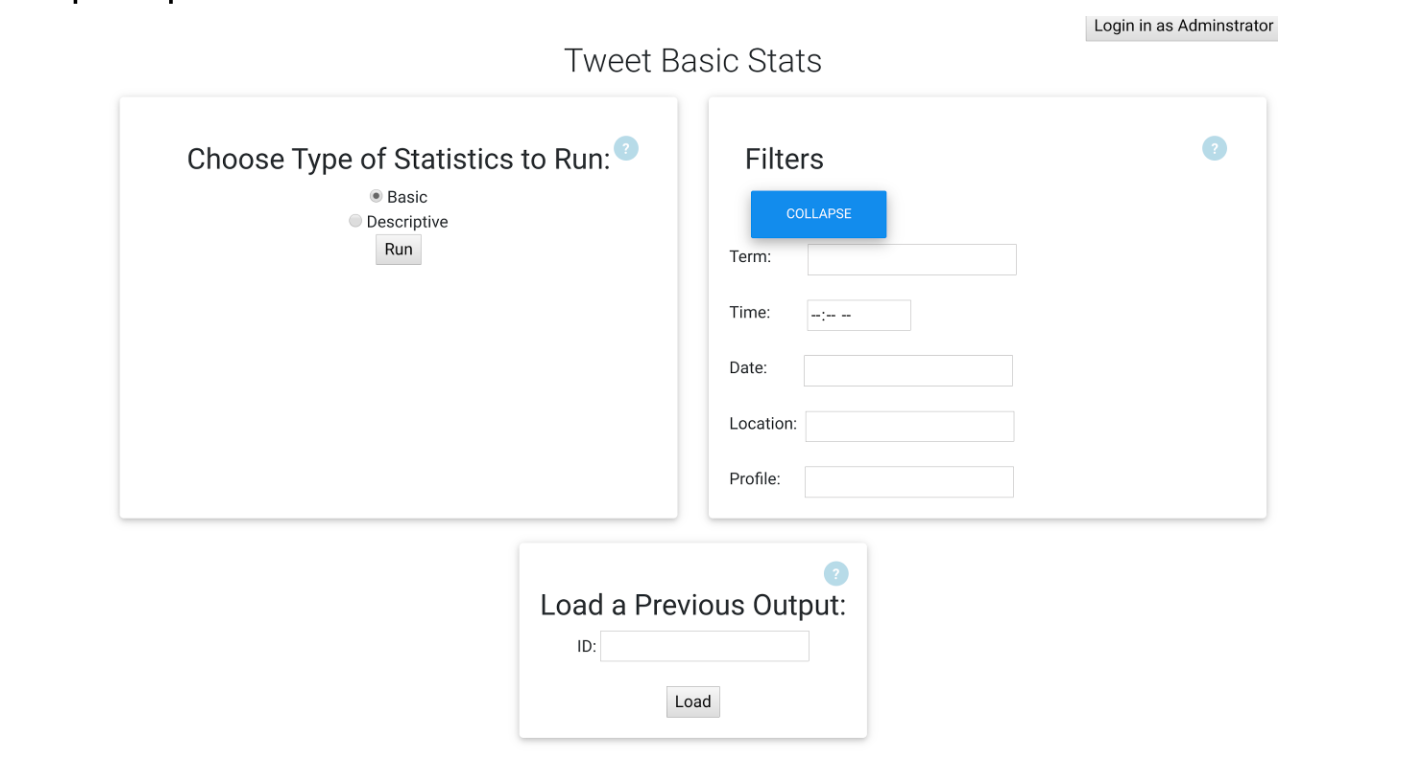 Login in as Adminstrator
Tweet Basic Stats
Choose Type of Statistics to Run: ?
Basic
Descriptive
Run
Filters ?
COLLAPSE
Term:
Time: --:-- --
Date:
Location:
Profile:
?
Load a Previous Output:
ID:
Load